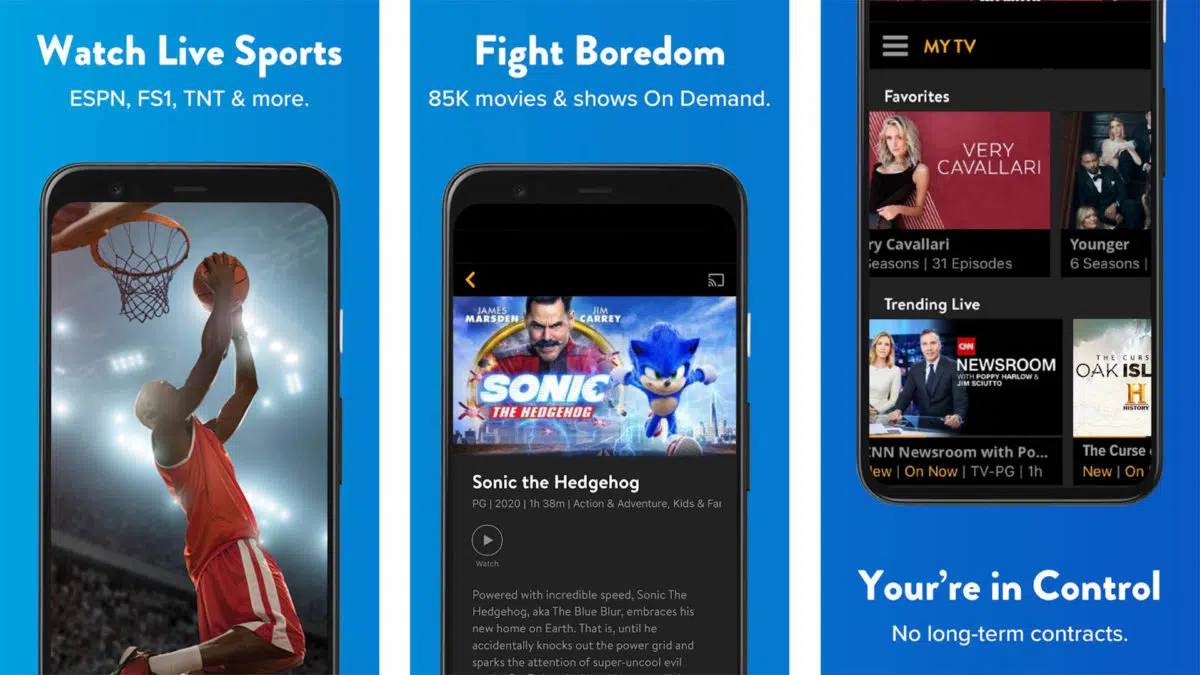 Watch Live Sports
ESPN, FS1, TNT & more.
Fight Boredom
85K movies & shows On Demand.
JAMES
MARSDEN
JIM
CARREY
SONIC
THE HEDGEHOG
Sonic the Hedgehog
PG | 2020 | 1h 38m | Action & Adventure, Kids & Far
Watch
Powered with incredible speed, Sonic The
Hedgehog, aka The Blue Blur, embraces his
new home on Earth. That is, until he
accidentally knocks out the power grid and
sparks the attention of super-uncool evil
MY TV
Favorites
VERY
CAVALLARI
ry Cavallari
Seasons | 31 Episodes
Younger
6 Seasons |
Trending Live
CNN
NEWSROOM
WITH POPPY HARLOW &
JIM SCIUTTO
THE CURS
OAK ISL
H
HISTORY
CNN Newsroom with Po...
New | On Now | TV-PG | 1h
The Curse
New | On
Your're in Control
No long-term contracts.